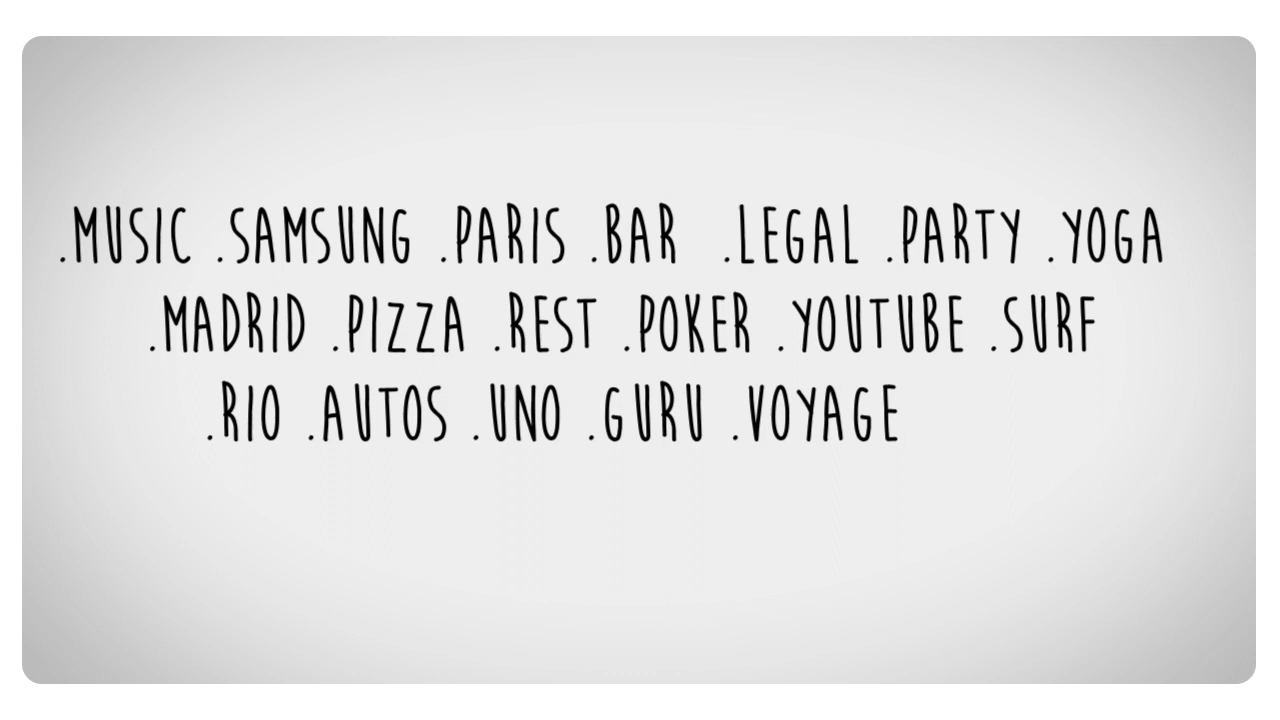 .MUSIC .SAMSUNG .PARIS .BAR .LEGAL .PARTY .YOGA
.MADRID .PIZZA .REST .POKER .YOUTUBE .SURF
.RIO .AUTOS .UNO .GURU .VOYAGE